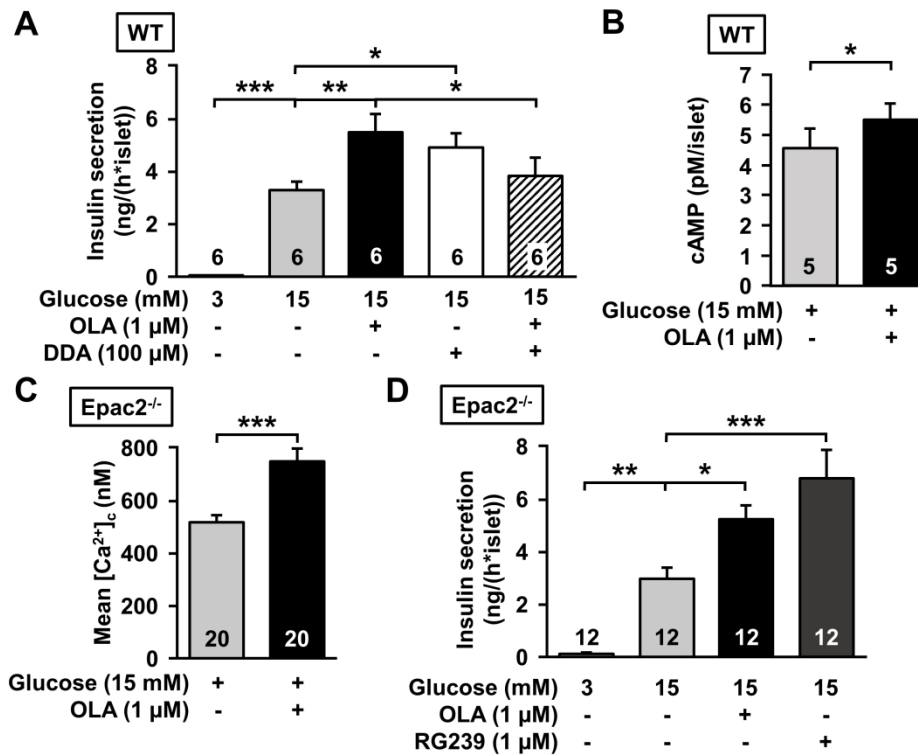 A
WT
8
6
4
2
0
Insulin secretion
(ng/(h*islet))
*
*** ** *
6 6 6 6 6
Glucose (mM) 3 15 15 15 15
OLA (1 µM) - - + - +
DDA (100 µM) - - - + +
B
WT
7
6
5
4
3
2
1
0
cAMP (pM/islet)
*
5 5
Glucose (15 mM) + +
OLA (1 µM) - +
C
Epac2-/-
800
600
400
200
0
Mean [Ca2+]c (nM)
***
20 20
Glucose (15 mM) + +
OLA (1 µM) - +
D
Epac2-/-
8
6
4
2
0
Insulin secretion
(ng/(h*islet))
***
** *
12 12 12 12
Glucose (mM) 3 15 15 15
OLA (1 µM) - - + -
RG239 (1 µM) - - - +